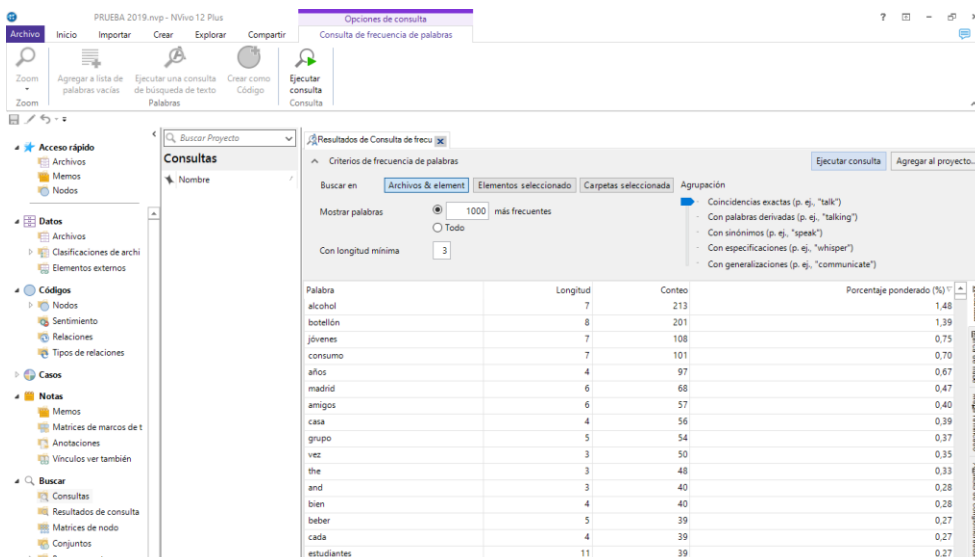 PRUEBA 2019.nvp - NVivo 12 Plus
Opciones de consulta
Archivo Inicio Importar Crear Explorar Compartir Consulta de frecuencia de palabras
Zoom
Agregar a lista de palabras vacías
Ejecutar una consulta de búsqueda de texto
Crear como Código
Ejecutar consulta
Zoom Palabras Consulta
Acceso rápido
Archivos
Memos
Nodos
Datos
Archivos
Clasificaciones de archi
Elementos externos
Códigos
Nodos
Sentimiento
Relaciones
Tipos de relaciones
Casos
Notas
Memos
Matrices de marcos de t
Anotaciones
Vínculos ver también
Buscar
Consultas
Resultados de consulta
Matrices de nodo
Conjuntos
Buscar Proyecto
Consultas
Nombre
Resultados de Consulta de frecu
Criterios de frecuencia de palabras
Ejecutar consulta Agregar al proyecto...
Buscar en Archivos & element Elementos seleccionado Carpetas seleccionada Agrupación
Mostrar palabras 1000 más frecuentes
Todo
Con longitud mínima 3
Coincidencias exactas (p. ej., "talk")
Con palabras derivadas (p. ej., "talking")
Con sinónimos (p. ej., "speak")
Con especificaciones (p. ej., "whisper")
Con generalizaciones (p. ej., "communicate")
Palabra Longitud Conteo Porcentaje ponderado (%)
alcohol 7 213 1,48
botellón 8 201 1,39
jóvenes 7 108 0,75
consumo 7 101 0,70
años 4 97 0,67
madrid 6 68 0,47
amigos 6 57 0,40
casa 4 56 0,39
grupo 5 54 0,37
vez 3 50 0,35
the 3 48 0,33
and 3 40 0,28
bien 4 40 0,28
beber 5 39 0,27
cada 4 39 0,27
estudiantes 11 39 0,27